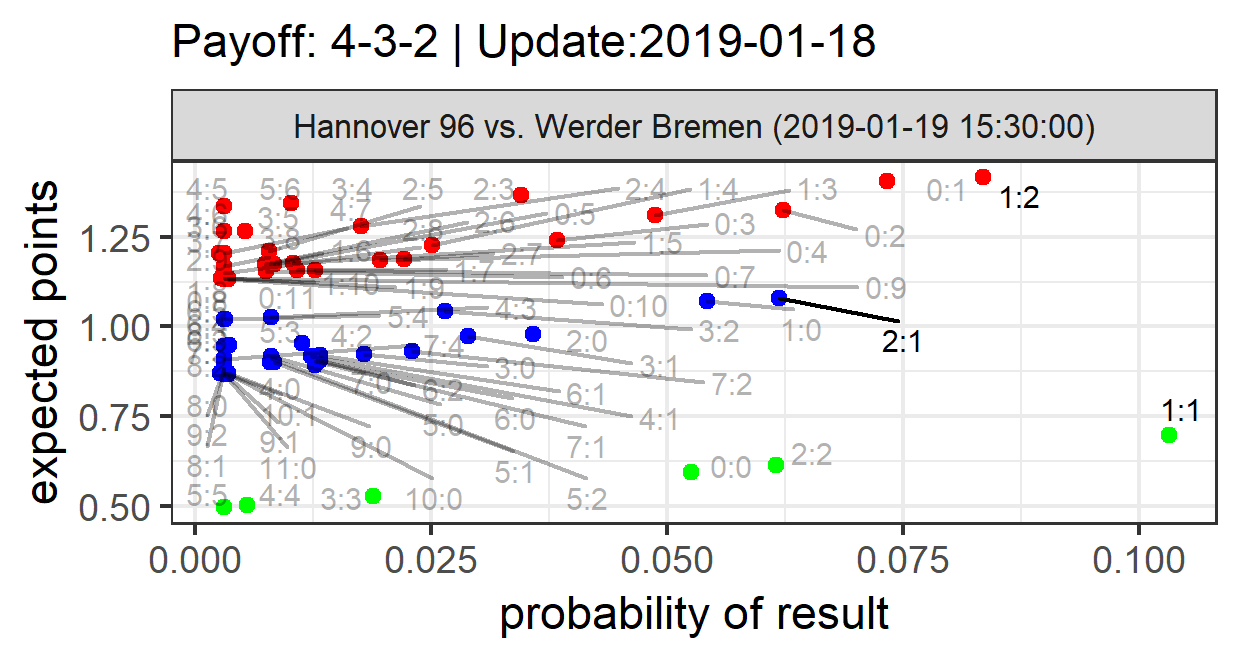 Payoff: 4-3-2 | Update:2019-01-18
Hannover 96 vs. Werder Bremen (2019-01-19 15:30:00)
expected points
1.25
1.00
0.75
0.50
4:5 5:6 3:4 2:5 2:3 2:4 1:4 1:3 0:1
1:2
4:7 0:5
3:5 2:6 0:3
2:8 1:5 0:2
3:8 1:6 2:7 0:4
1:7 0:6 0:7
1:10 1:9 0:9
0:11 4:3 0:10
5:4
5:3 4:2 3:2 1:0
7:4 2:0 2:1
3:0 3:1
7:0 7:2
4:0 6:2 6:1
8:0 10:1 5:0 6:0 4:1 1:1
9:2 9:1 9:0 7:1
8:1 11:0 5:1 0:0 2:2
5:5 4:4 3:3 10:0 5:2
0.000 0.025 0.050 0.075 0.100
probability of result